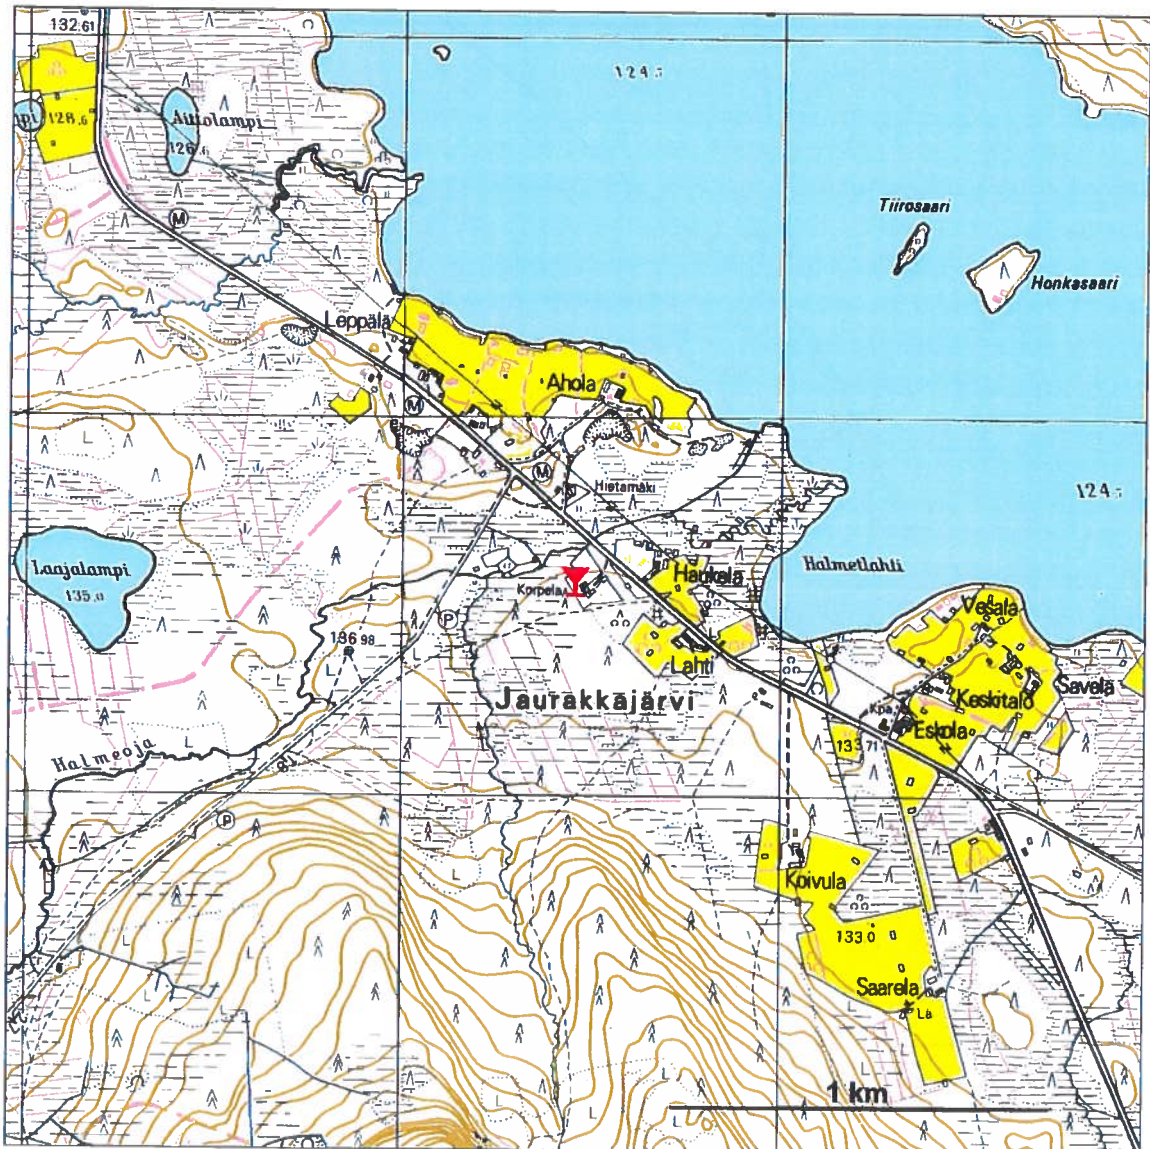 132.61
124.5
Aittolampi
128.6
126.6
M
Tiirosaari
Honkasaari
Leppälä
Ahola
M
M
Hietamäki
124.5
Laajalampi
135.0
Halmetlahti
Haukela
Korpela
P
136.98
Vesala
Lahti
Savela
Jaurakkajärvi
Keskitalo
Kpa
Eskola
133.71
Halmeoja
P
Koivula
133.0
Saarela
La
1 km